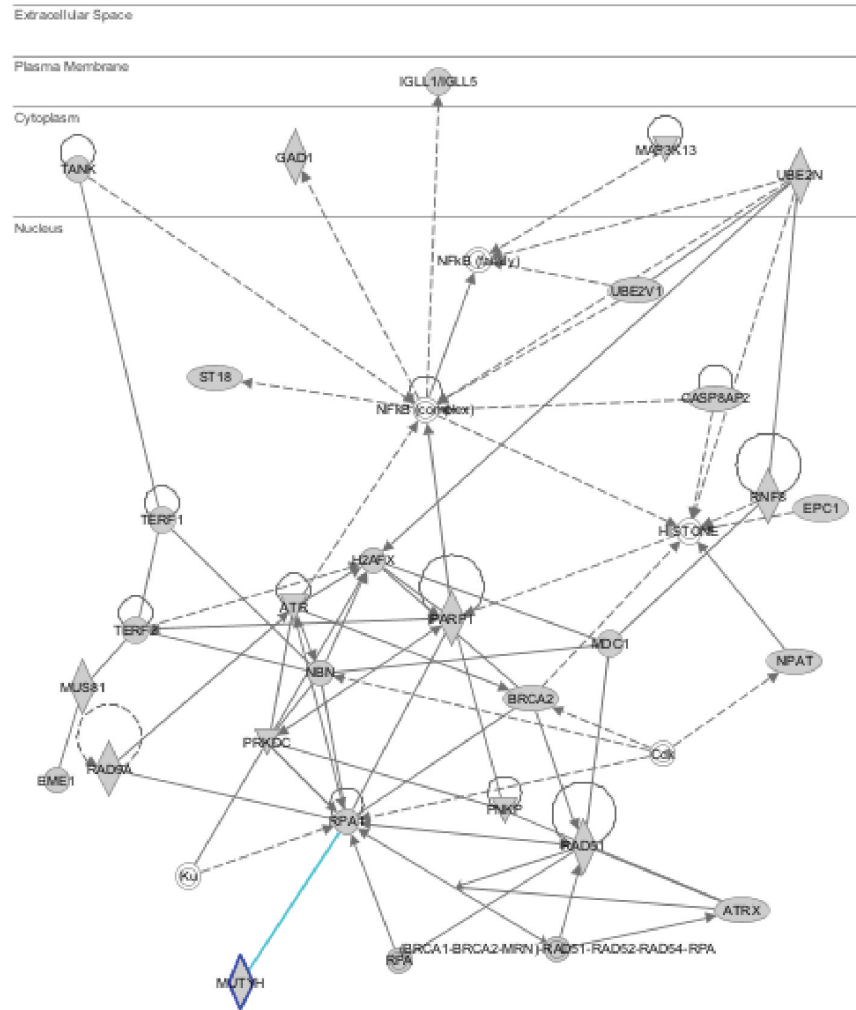 Extracellular Space
Plasma Membrane
IGLL1/IGLL5
Cytoplasm
TANK
GAD1
MAP3K13
UBE2N
Nucleus
NFkB (family)
UBE2V1
ST18
NFkB (complex)
CASP8AP2
RNF8
EPC1
TERF1
HISTONE
H2AFX
ATR
PARP1
TERF2
MDC1
NBN
NPAT
MUS81
BRCA2
PRKDC
Cdk
EME1
RAD9A
RPA1
PNKP
RAD51
Ku
ATRX
(BRCA1-BRCA2-MRN)-RAD51-RAD52-RAD54-RPA
RPA
MUTYH